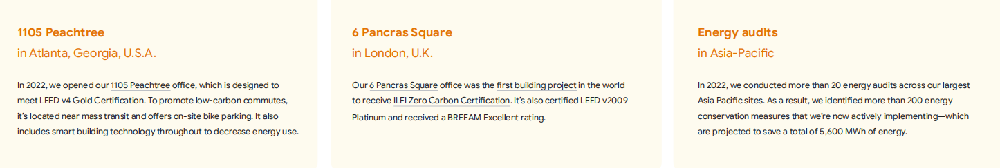 1105 Peachtree
in Atlanta, Georgia, U.S.A.
In 2022, we opened our 1105 Peachtree office, which is designed to
meet LEED v4 Gold Certification. To promote low-carbon commutes,
it's located near mass transit and offers on-site bike parking. It also
includes smart building technology throughout to decrease energy use.
6 Pancras Square
in London, U.K.
Our 6 Pancras Square office was the first building project in the world
to receive ILFI Zero Carbon Certification. It's also certified LEED v2009
Platinum and received a BREEAM Excellent rating.
Energy audits
in Asia-Pacific
In 2022, we conducted more than 20 energy audits across our largest
Asia Pacific sites. As a result, we identified more than 200 energy
conservation measures that we're now actively implementing—which
are projected to save a total of 5,600 MWh of energy.